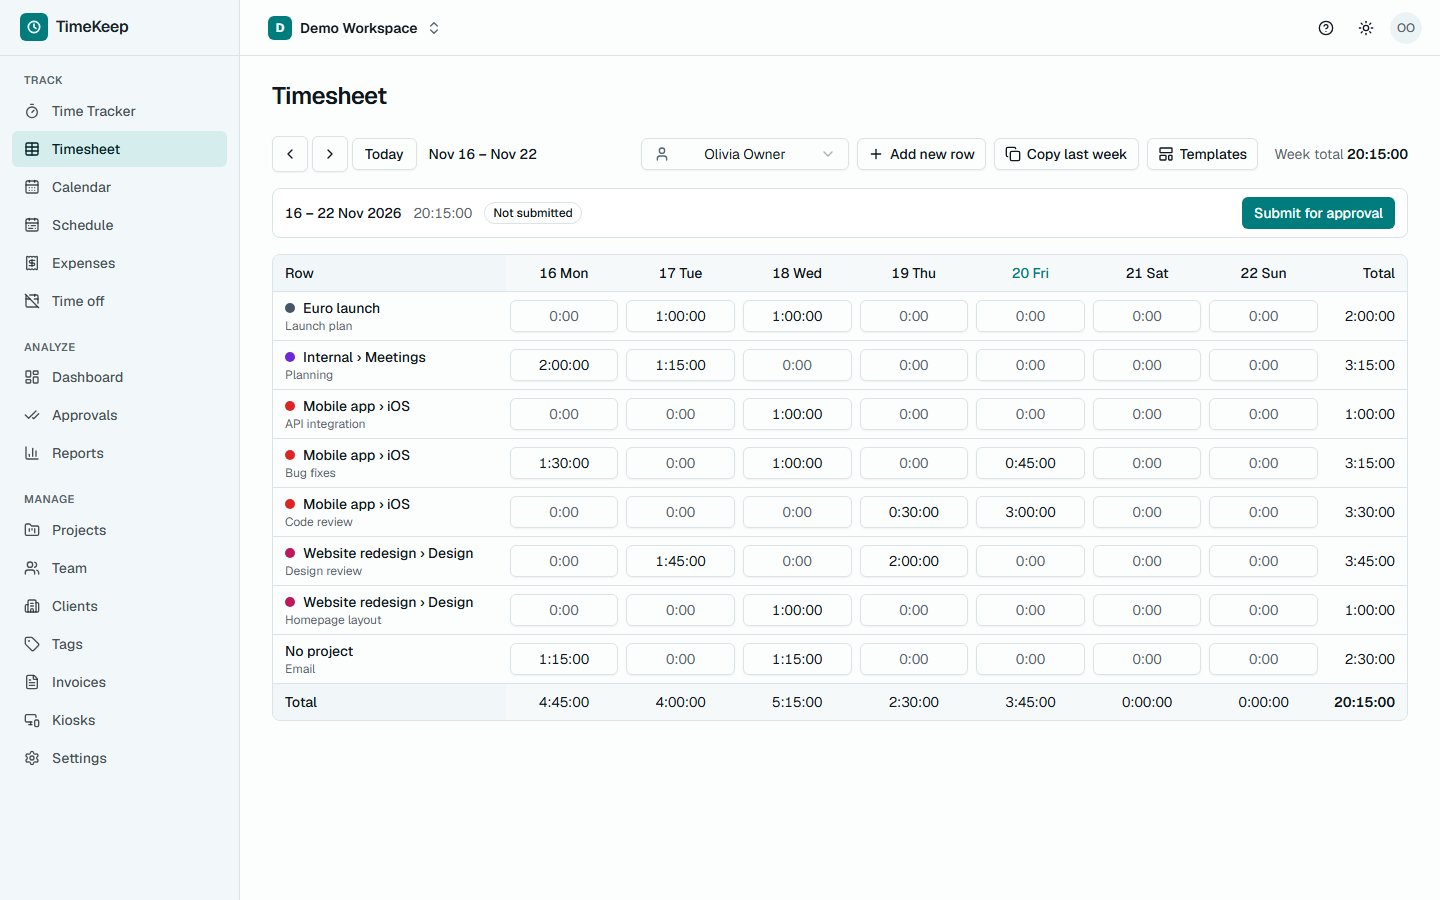 TimeKeep
D Demo Workspace
OO
TRACK
Time Tracker
Timesheet
Calendar
Schedule
Expenses
Time off
ANALYZE
Dashboard
Approvals
Reports
MANAGE
Projects
Team
Clients
Tags
Invoices
Kiosks
Settings
Timesheet
Today Nov 16 – Nov 22 Olivia Owner Add new row Copy last week Templates Week total 20:15:00
16 – 22 Nov 2026 20:15:00 Not submitted Submit for approval
Row 16 Mon 17 Tue 18 Wed 19 Thu 20 Fri 21 Sat 22 Sun Total
Euro launch
Launch plan
0:00 1:00:00 1:00:00 0:00 0:00 0:00 0:00 2:00:00
Internal › Meetings
Planning
2:00:00 1:15:00 0:00 0:00 0:00 0:00 0:00 3:15:00
Mobile app › iOS
API integration
0:00 0:00 1:00:00 0:00 0:00 0:00 0:00 1:00:00
Mobile app › iOS
Bug fixes
1:30:00 0:00 1:00:00 0:00 0:45:00 0:00 0:00 3:15:00
Mobile app › iOS
Code review
0:00 0:00 0:00 0:30:00 3:00:00 0:00 0:00 3:30:00
Website redesign › Design
Design review
0:00 1:45:00 0:00 2:00:00 0:00 0:00 0:00 3:45:00
Website redesign › Design
Homepage layout
0:00 0:00 1:00:00 0:00 0:00 0:00 0:00 1:00:00
No project
Email
1:15:00 0:00 1:15:00 0:00 0:00 0:00 0:00 2:30:00
Total 4:45:00 4:00:00 5:15:00 2:30:00 3:45:00 0:00:00 0:00:00 20:15:00